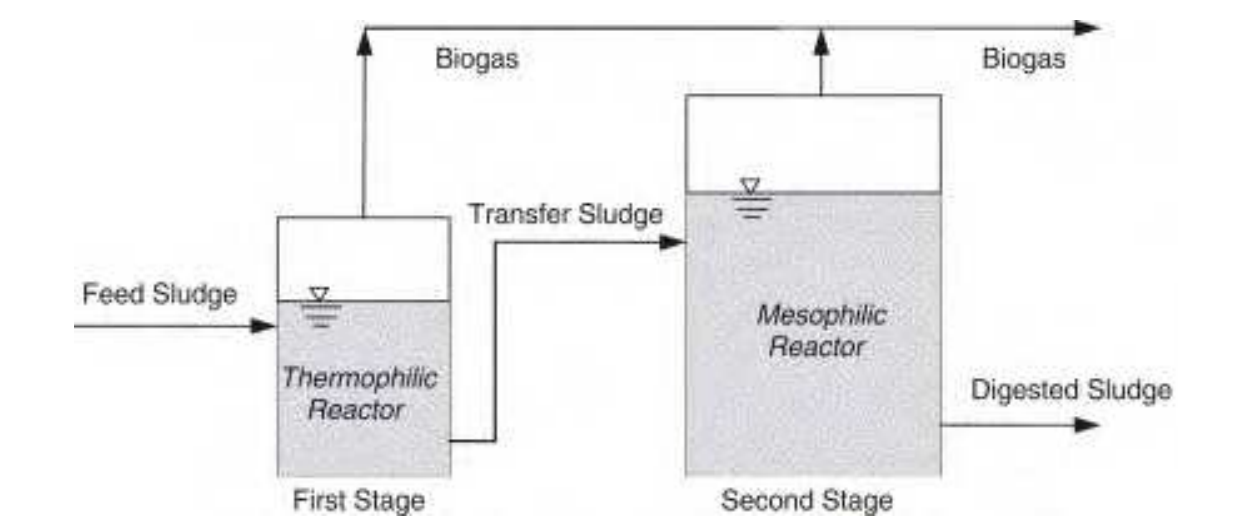 Biogas
Biogas
Transfer Sludge
Feed Sludge
Mesophilic
Reactor
Thermophilic
Reactor
Digested Sludge
First Stage
Second Stage